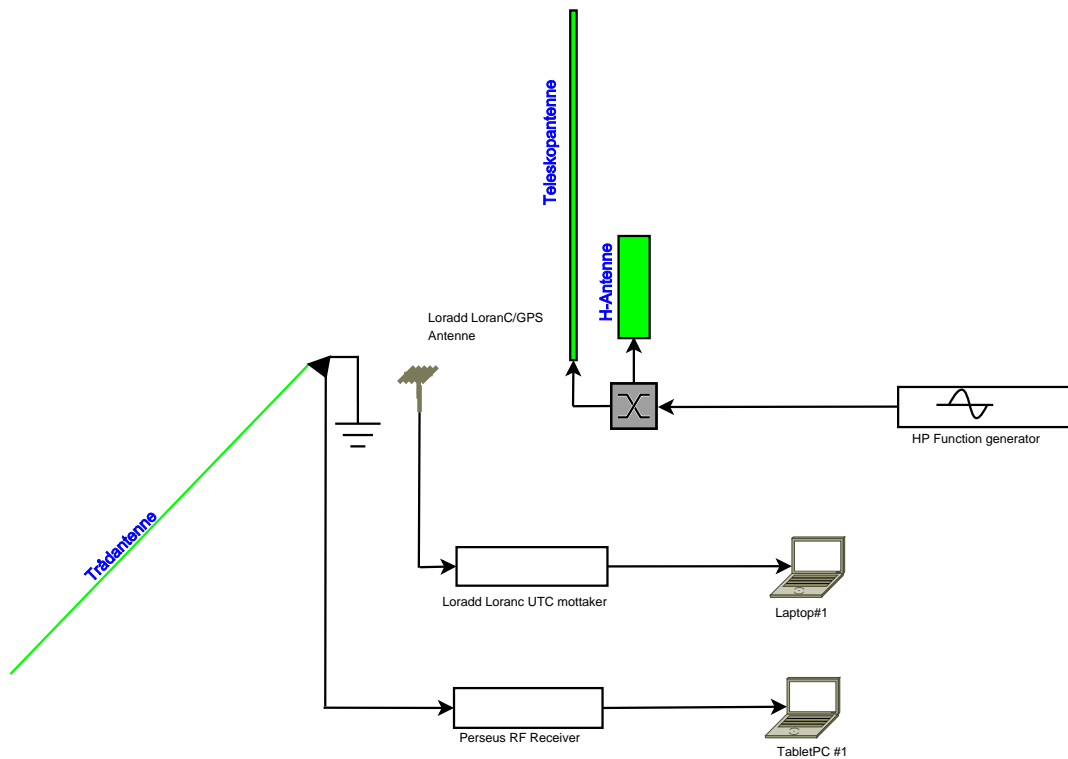 Teleskopantenne
H-Antenne
Loradd LoranC/GPS
Antenne
HP Function generator
Trådantenne
Loradd Loranc UTC mottaker
Laptop#1
Perseus RF Receiver
TabletPC #1